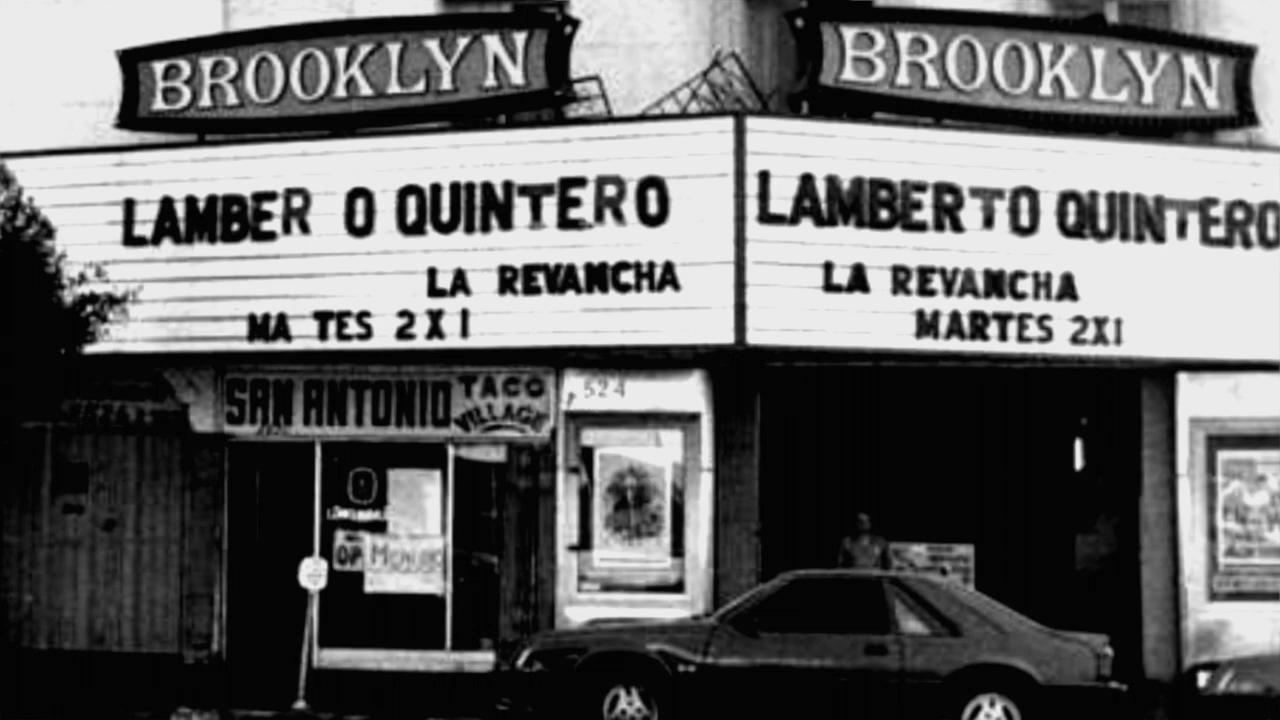 BROOKLYN
BROOKLYN
LAMBER O QUINTERO
LA REVANCHA
MA TES 2X1
LAMBERTO QUINTERO
LA REVANCHA
MARTES 2X1
SAN ANTONIO TACO VILLAGE
524